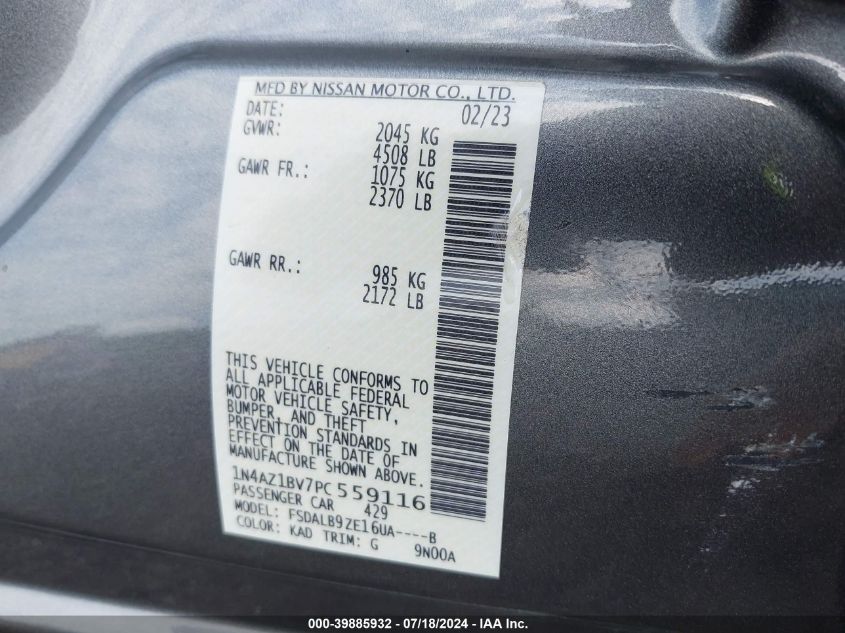 MFD BY NISSAN MOTOR CO., LTD.
DATE: 02/23
GVWR: 2045 KG
4508 LB
GAWR FR.: 1075 KG
2370 LB
GAWR RR.: 985 KG
2172 LB
THIS VEHICLE CONFORMS TO
ALL APPLICABLE FEDERAL
MOTOR VEHICLE SAFETY,
BUMPER, AND THEFT
PREVENTION STANDARDS IN
EFFECT ON THE DATE OF
MANUFACTURE SHOWN ABOVE.
1N4AZ1BV7PC559116
PASSENGER CAR 429
MODEL: FSDALB9ZE16UA----B
COLOR: KAD TRIM: G 9N00A
000-39885932 - 07/18/2024 - IAA Inc.